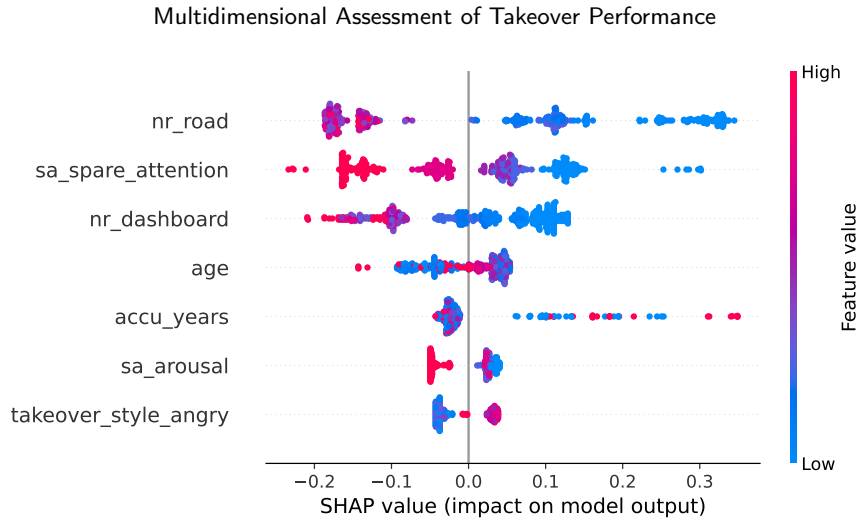 Multidimensional Assessment of Takeover Performance
High
nr_road
sa_spare_attention
nr_dashboard
age
accu_years
sa_arousal
takeover_style_angry
Feature value
Low
−0.2 −0.1 0.0 0.1 0.2 0.3
SHAP value (impact on model output)